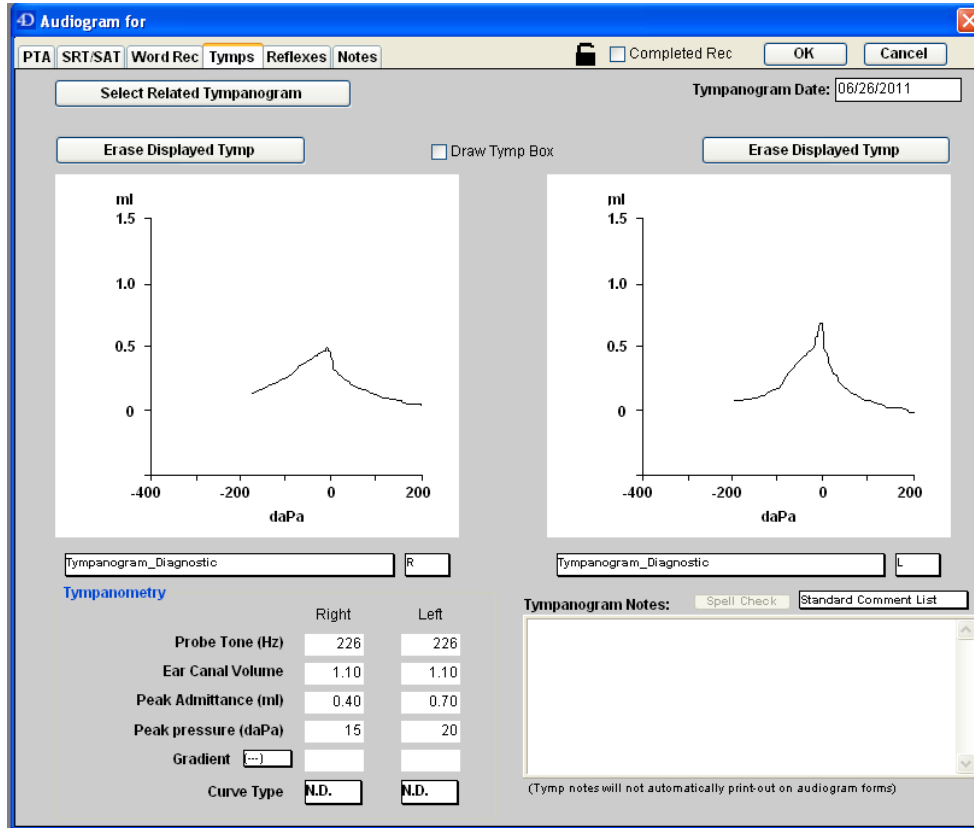 4D Audiogram for
PTA SRT/SAT Word Rec Tymps Reflexes Notes Completed Rec OK Cancel
Select Related Tympanogram Tympanogram Date: 06/26/2011
Erase Displayed Tymp Draw Tymp Box Erase Displayed Tymp
ml ml
1.5 1.5
1.0 1.0
0.5 0.5
0 0
-400 -200 0 200 -400 -200 0 200
daPa daPa
Tympanogram_Diagnostic R Tympanogram_Diagnostic L
Tympanometry
Right Left
Probe Tone (Hz) 226 226
Ear Canal Volume 1.10 1.10
Peak Admittance (ml) 0.40 0.70
Peak pressure (daPa) 15 20
Gradient (---)
Curve Type N.D. N.D.
Tympanogram Notes: Spell Check Standard Comment List
(Tymp notes will not automatically print-out on audiogram forms)